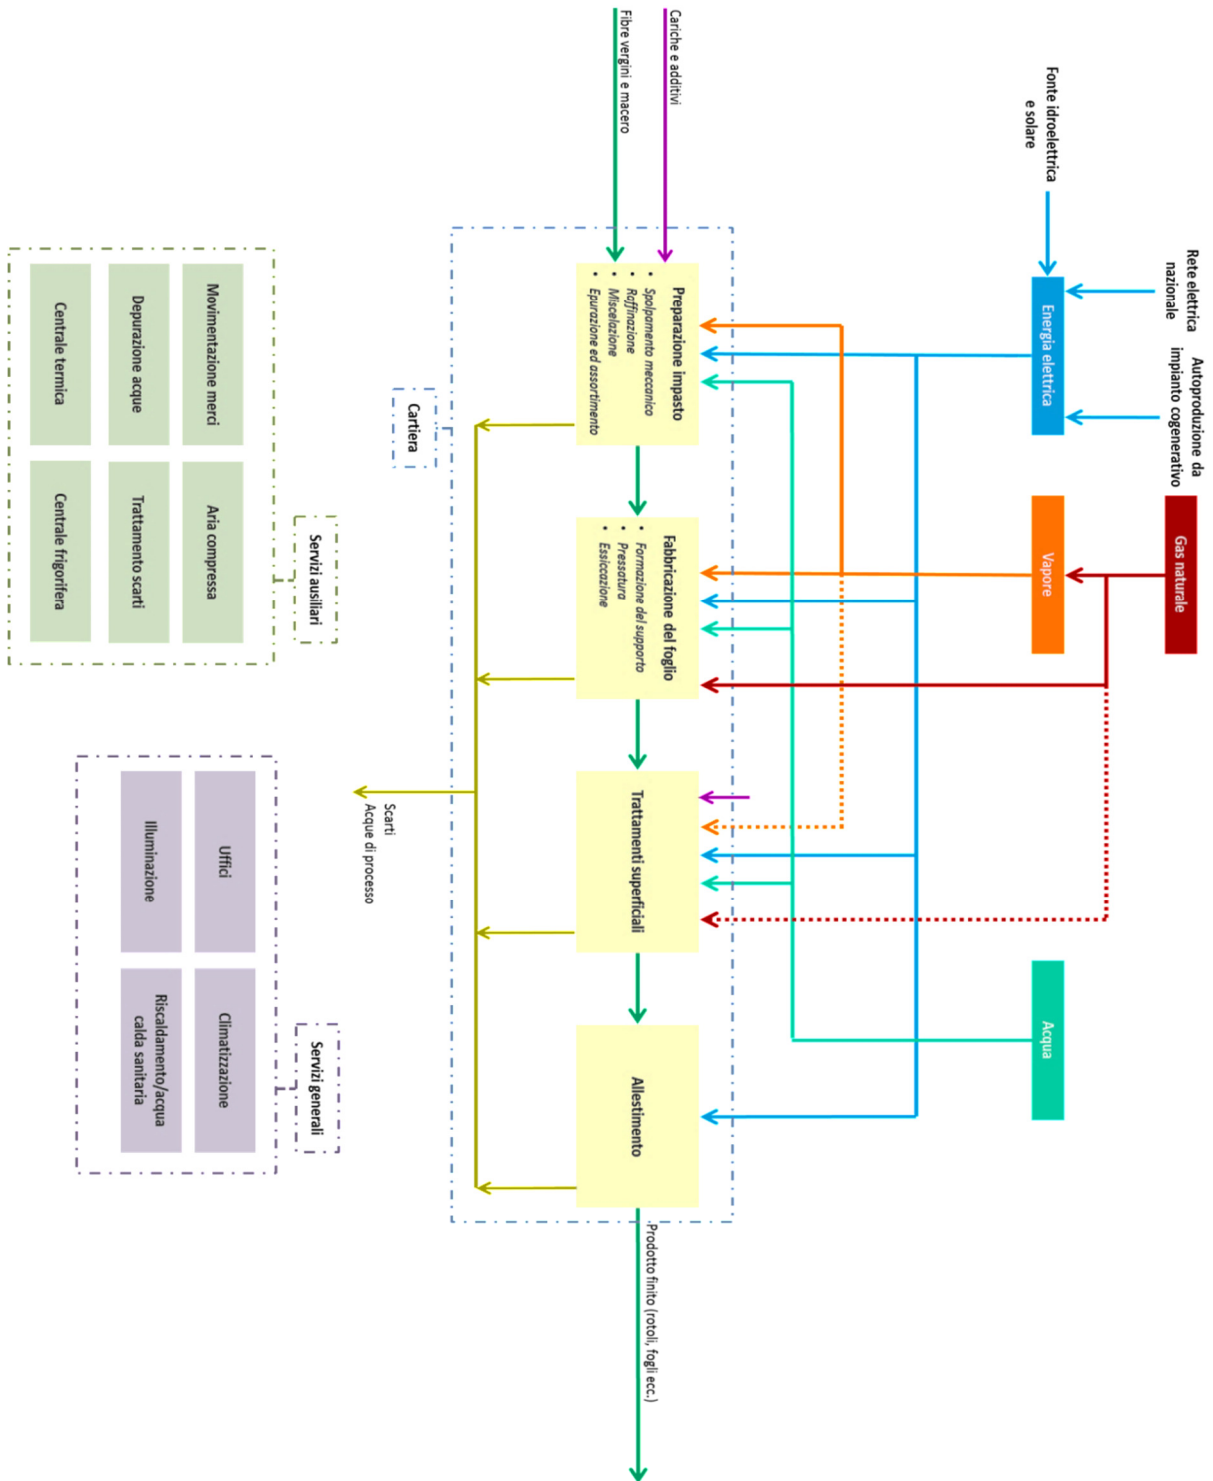 Gas naturale
Rete elettrica
nazionale
Autoproduzione da
impianto cogenerativo
Fonte idroelettrica
e solare
Energia elettrica
Vapore
Acqua
Cariche e additivi
Fibre vergini e macero
Preparazione impasto
• Spolpamento meccanico
• Raffinazione
• Miscelazione
• Epurazione ed assortimento
Fabbricazione del foglio
• Formazione del supporto
• Pressatura
• Essiccazione
Trattamenti superficiali
Allestimento
Prodotto finito (rotoli, fogli ecc.)
Cartiera
Scarti
Acque di processo
Servizi ausiliari
Movimentazione merci
Aria compressa
Depurazione acque
Trattamento scarti
Centrale termica
Centrale frigorifera
Servizi generali
Uffici
Climatizzazione
Illuminazione
Riscaldamento/acqua
calda sanitaria